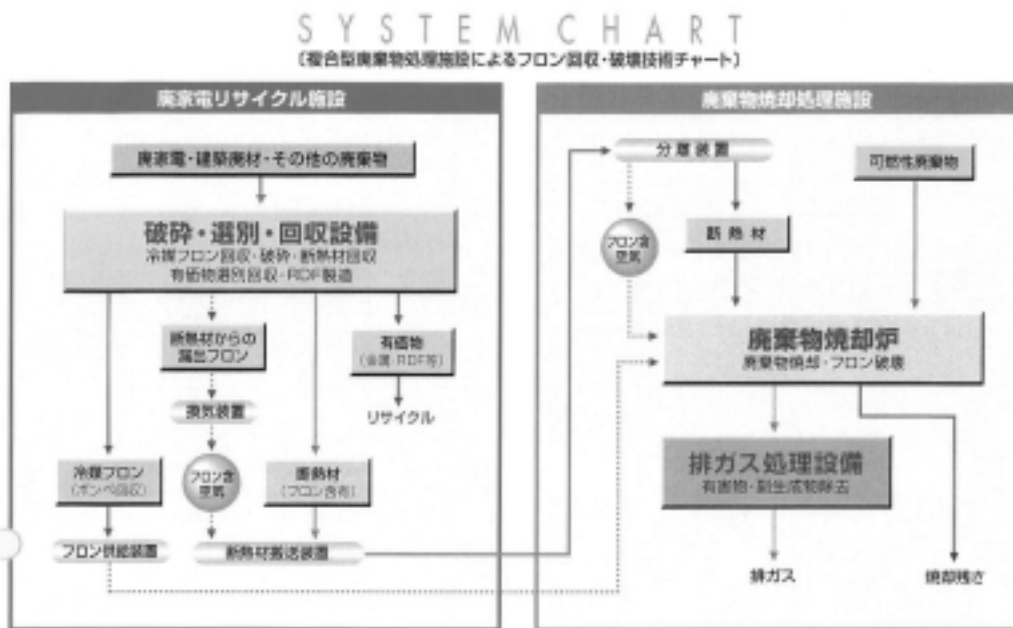 SYSTEM CHART
〔複合型廃棄物処理施設によるフロン回収・破壊技術チャート〕
廃家電リサイクル施設
廃家電・建築廃材・その他の廃棄物
破砕・選別・回収設備
冷媒フロン回収・破砕・断熱材回収
有価物選別回収・RDF製造
断熱材からの
漏出フロン
有価物
(金属・RDF等)
換気装置
リサイクル
冷媒フロン
(ボンベ回収)
フロン含
空気
断熱材
(フロン含有)
フロン供給装置
断熱材搬送装置
廃棄物焼却処理施設
分離装置
可燃性廃棄物
フロン含
空気
断熱材
廃棄物焼却炉
廃棄物焼却・フロン破壊
排ガス処理設備
有害物・副生成物除去
排ガス
焼却残さ